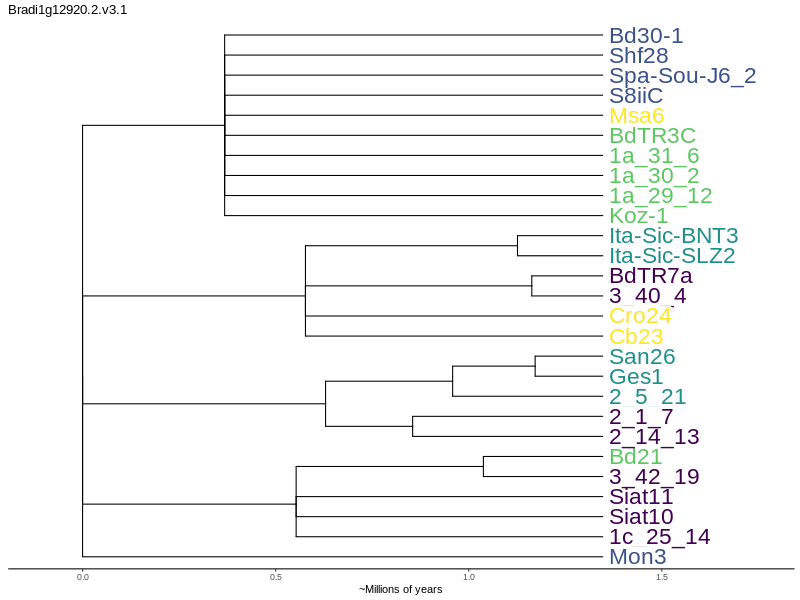 Bradi1g12920.2.v3.1
Bd30-1
Shf28
Spa-Sou-J6_2
S8iiC
Msa6
BdTR3C
1a_31_6
1a_30_2
1a_29_12
Koz-1
Ita-Sic-BNT3
Ita-Sic-SLZ2
BdTR7a
3_40_4
Cro24
Cb23
San26
Ges1
2_5_21
2_1_7
2_14_13
Bd21
3_42_19
Siat11
Siat10
1c_25_14
Mon3
0.0 0.5 1.0 1.5
~Millions of years